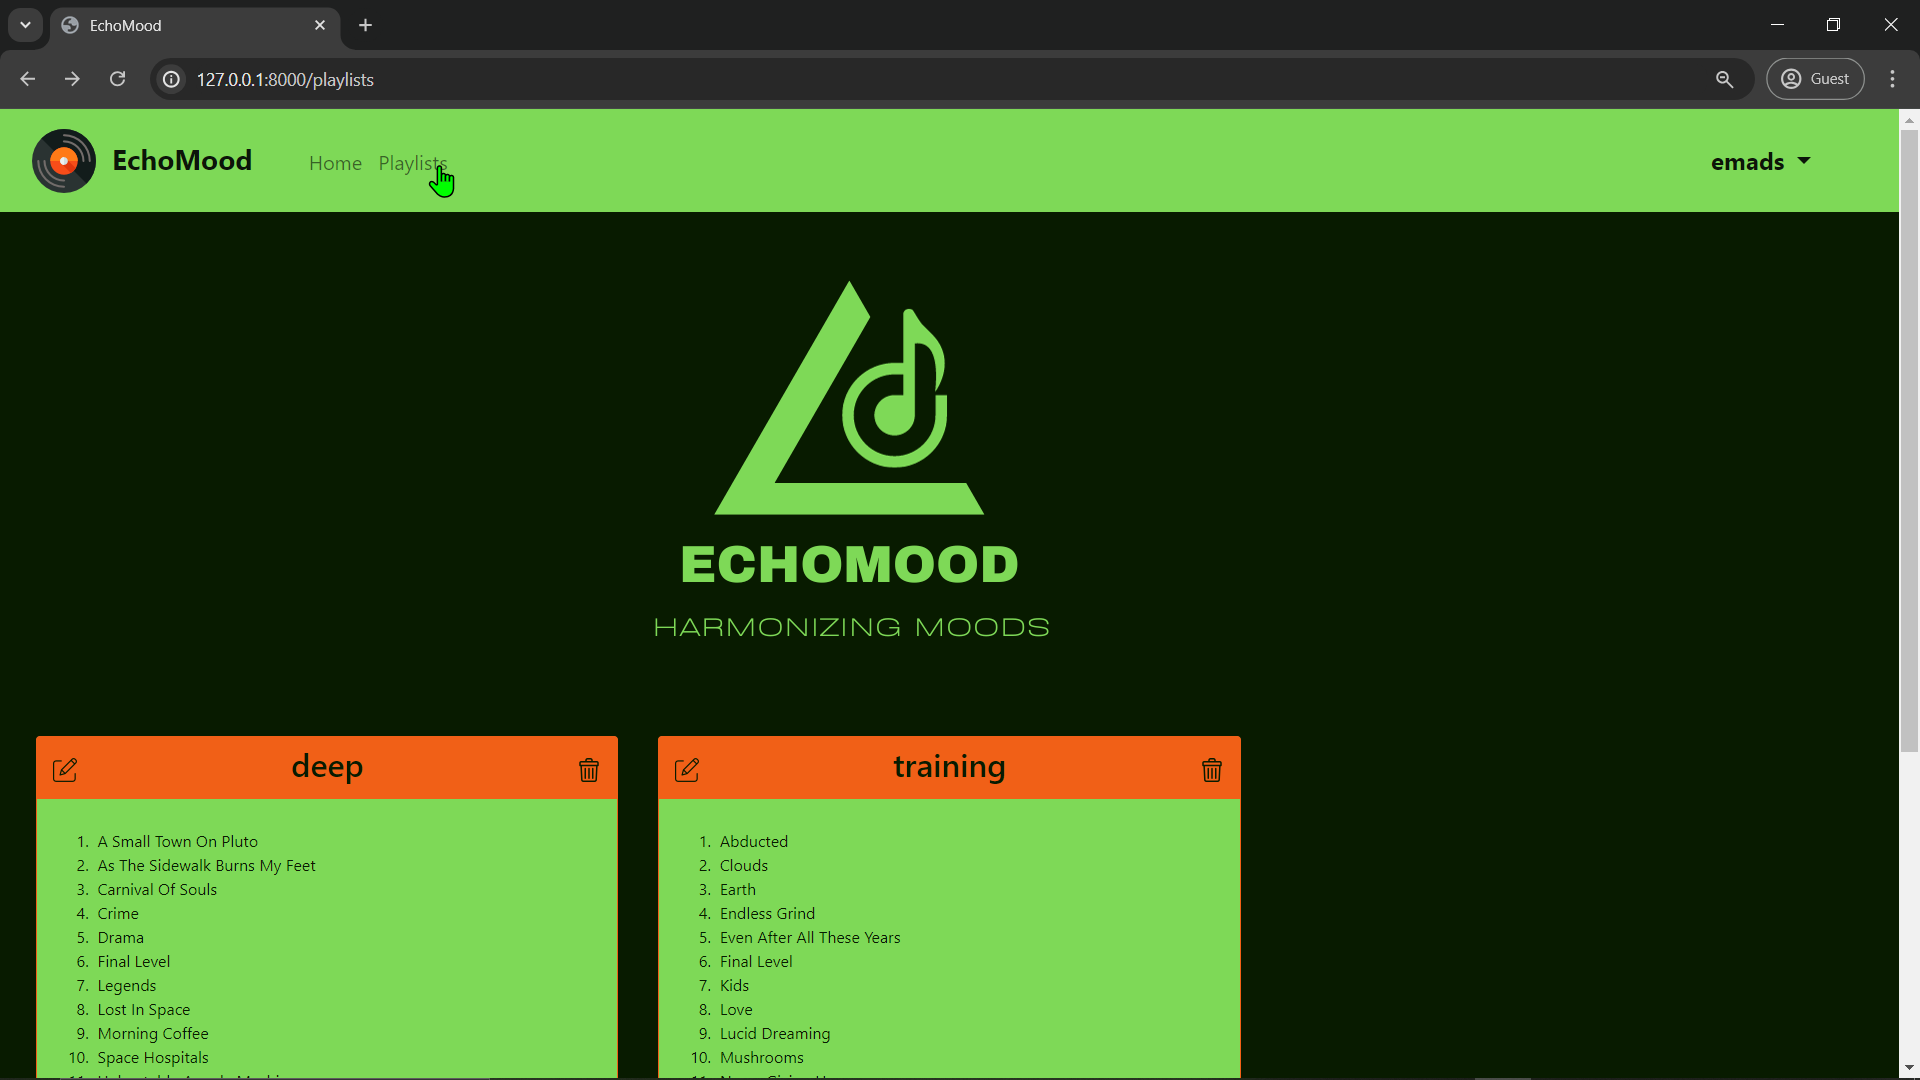 EchoMood
127.0.0.1:8000/playlists
Guest
EchoMood
Home Playlists
emads
ECHOMOOD
HARMONIZING MOODS
deep
1. A Small Town On Pluto
2. As The Sidewalk Burns My Feet
3. Carnival Of Souls
4. Crime
5. Drama
6. Final Level
7. Legends
8. Lost In Space
9. Morning Coffee
10. Space Hospitals
training
1. Abducted
2. Clouds
3. Earth
4. Endless Grind
5. Even After All These Years
6. Final Level
7. Kids
8. Love
9. Lucid Dreaming
10. Mushrooms